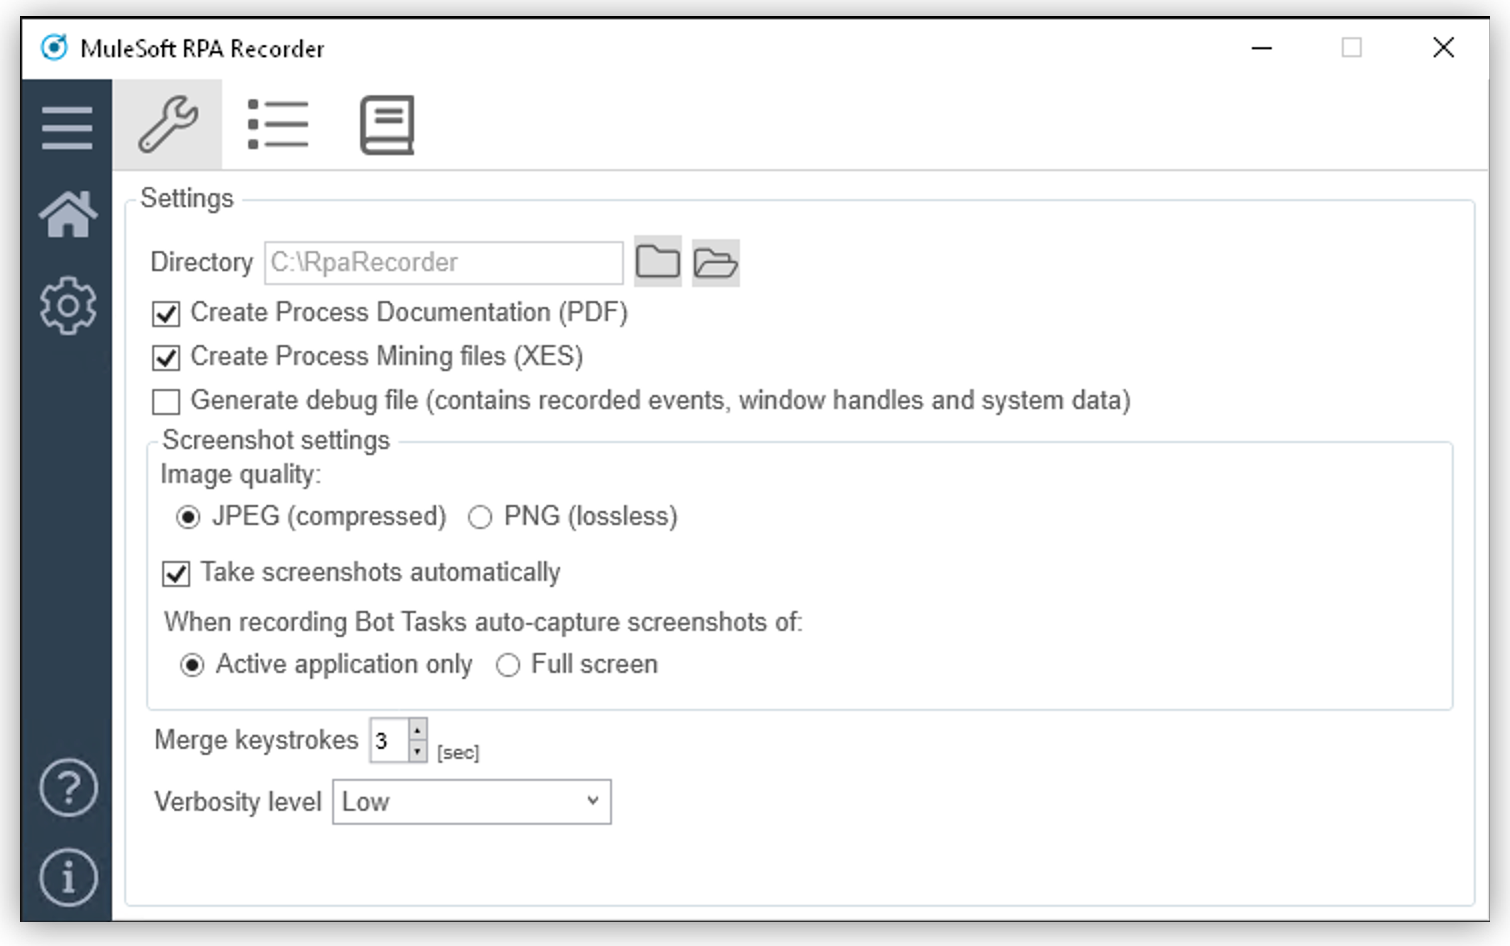 MuleSoft RPA Recorder
Settings
Directory C:\RpaRecorder
Create Process Documentation (PDF)
Create Process Mining files (XES)
Generate debug file (contains recorded events, window handles and system data)
Screenshot settings
Image quality:
JPEG (compressed) PNG (lossless)
Take screenshots automatically
When recording Bot Tasks auto-capture screenshots of:
Active application only Full screen
Merge keystrokes 3 [sec]
Verbosity level Low